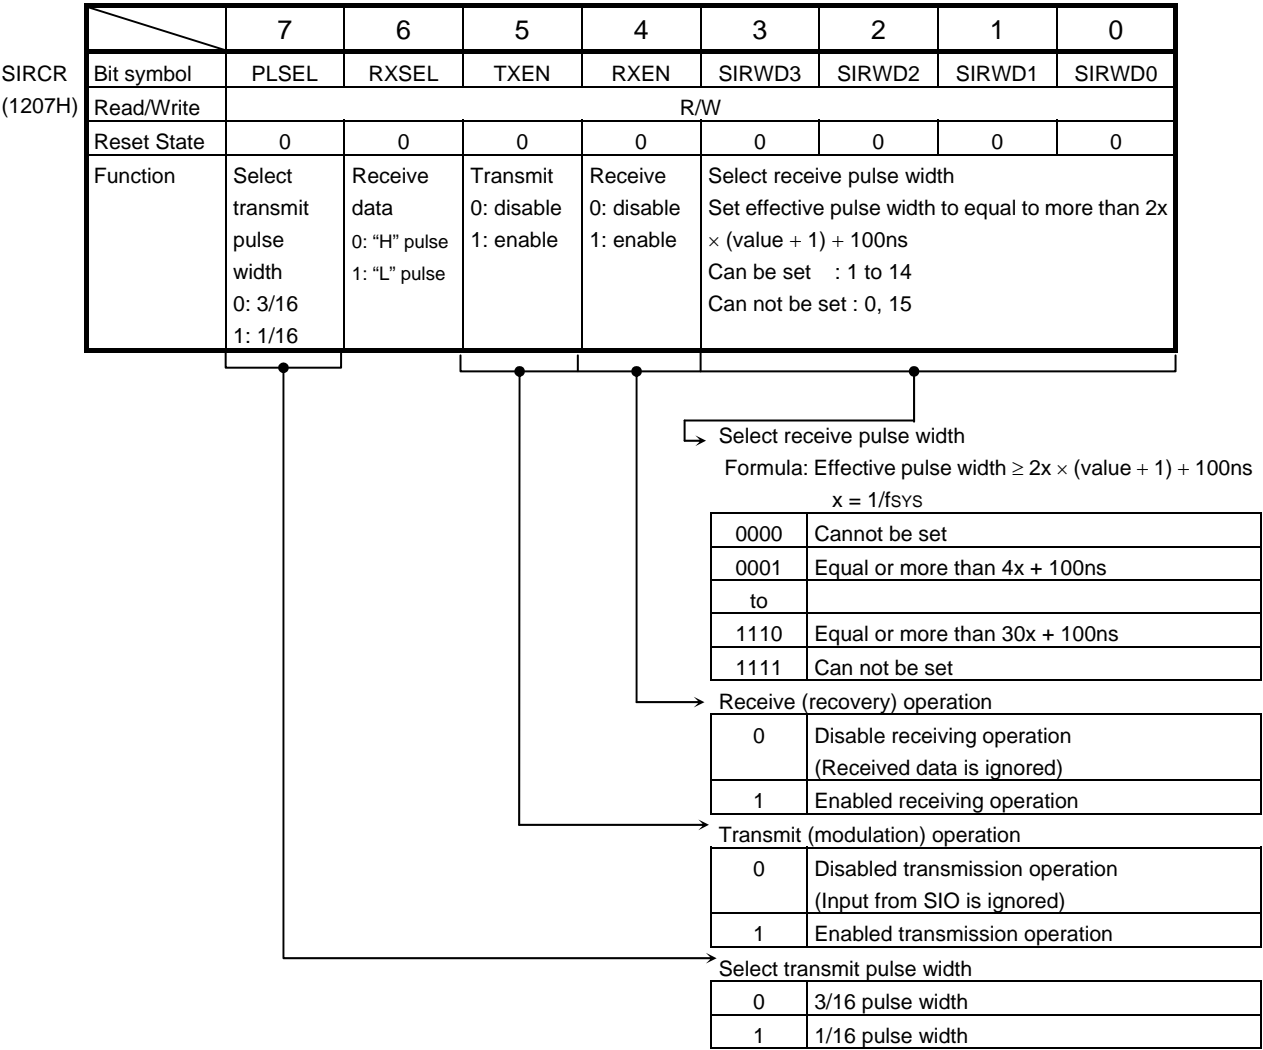 7 6 5 4 3 2 1 0
SIRCR Bit symbol PLSEL RXSEL TXEN RXEN SIRWD3 SIRWD2 SIRWD1 SIRWD0
(1207H) Read/Write R/W
Reset State 0 0 0 0 0 0 0 0
Function
Select
transmit
pulse
width
0: 3/16
1: 1/16
Receive
data
0: “H” pulse
1: “L” pulse
Transmit
0: disable
1: enable
Receive
0: disable
1: enable
Select receive pulse width
Set effective pulse width to equal to more than 2x
× (value + 1) + 100ns
Can be set : 1 to 14
Can not be set : 0, 15
Select receive pulse width
Formula: Effective pulse width ≥ 2x × (value + 1) + 100ns
x = 1/fSYS
0000 Cannot be set
0001 Equal or more than 4x + 100ns
to
1110 Equal or more than 30x + 100ns
1111 Can not be set
Receive (recovery) operation
0 Disable receiving operation
(Received data is ignored)
1 Enabled receiving operation
Transmit (modulation) operation
0 Disabled transmission operation
(Input from SIO is ignored)
1 Enabled transmission operation
Select transmit pulse width
0 3/16 pulse width
1 1/16 pulse width